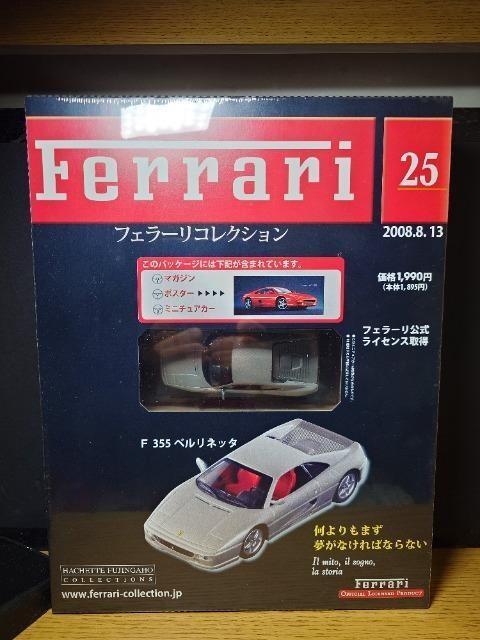 Ferrari
25
フェラーリコレクション
2008.8.13
このパッケージには下記が含まれています。
マガジン
ポスター ▶▶▶▶
ミニチュアカー
価格1,990円
(本体1,895円)
フェラーリ公式
ライセンス取得
F 355 ベルリネッタ
何よりもまず
夢がなければならない
Il mito, il sogno,
la storia
HACHETTE FUJINGAHO
COLLECTIONS
www.ferrari-collection.jp
Ferrari
OFFICIAL LICENSED PRODUCT